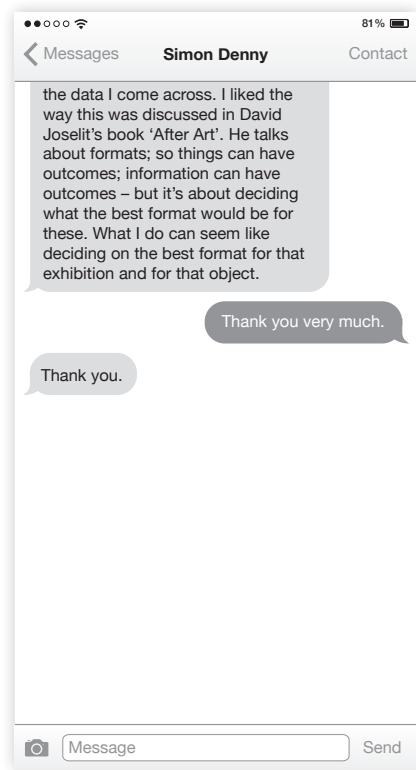 81%
Messages Simon Denny Contact
the data I come across. I liked the
way this was discussed in David
Joselit’s book ‘After Art’. He talks
about formats; so things can have
outcomes; information can have
outcomes – but it’s about deciding
what the best format would be for
these. What I do can seem like
deciding on the best format for that
exhibition and for that object.
Thank you very much.
Thank you.
Message Send